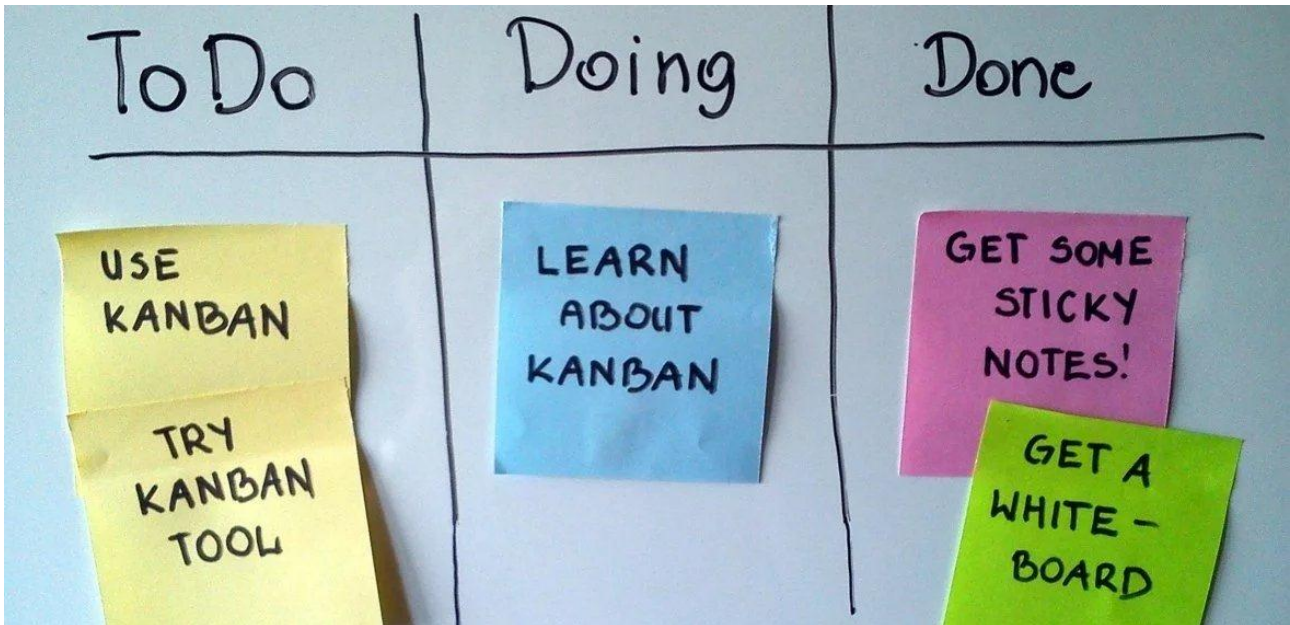 To Do
Doing
Done
USE
KANBAN
TRY
KANBAN
TOOL
LEARN
ABOUT
KANBAN
GET SOME
STICKY
NOTES!
GET A
WHITE-
BOARD